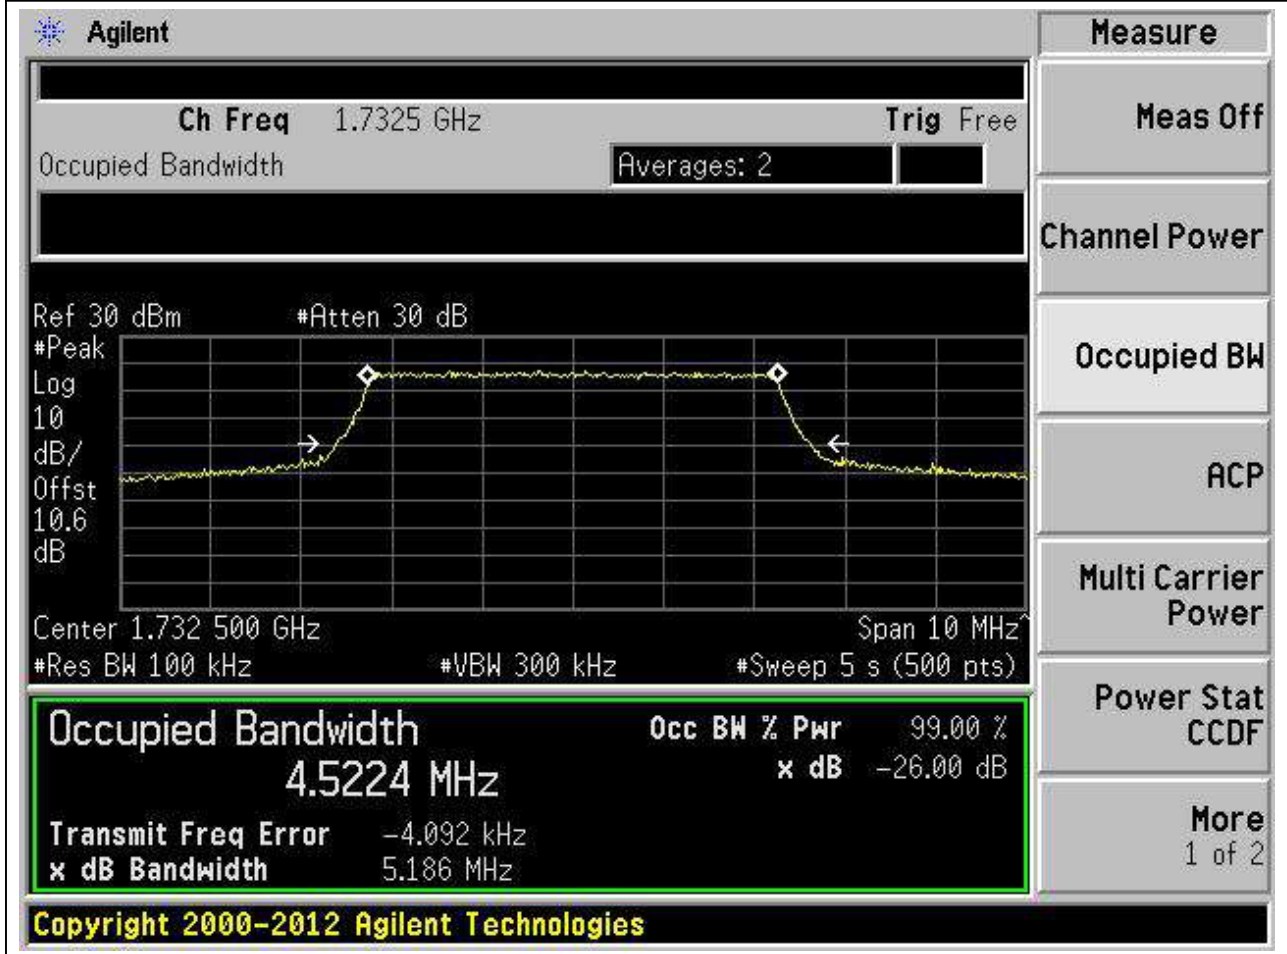 Agilent
Measure
Ch Freq 1.7325 GHz Trig Free
Occupied Bandwidth Averages: 2
Meas Off
Channel Power
Occupied BW
ACP
Multi Carrier
Power
Power Stat
CCDF
More
1 of 2
Ref 30 dBm #Atten 30 dB
#Peak
Log
10
dB/
Offst
10.6
dB
Center 1.732 500 GHz Span 10 MHz^
#Res BW 100 kHz #VBW 300 kHz #Sweep 5 s (500 pts)
Occupied Bandwidth Occ BW % Pwr 99.00 %
4.5224 MHz x dB -26.00 dB
Transmit Freq Error -4.092 kHz
x dB Bandwidth 5.186 MHz
Copyright 2000-2012 Agilent Technologies